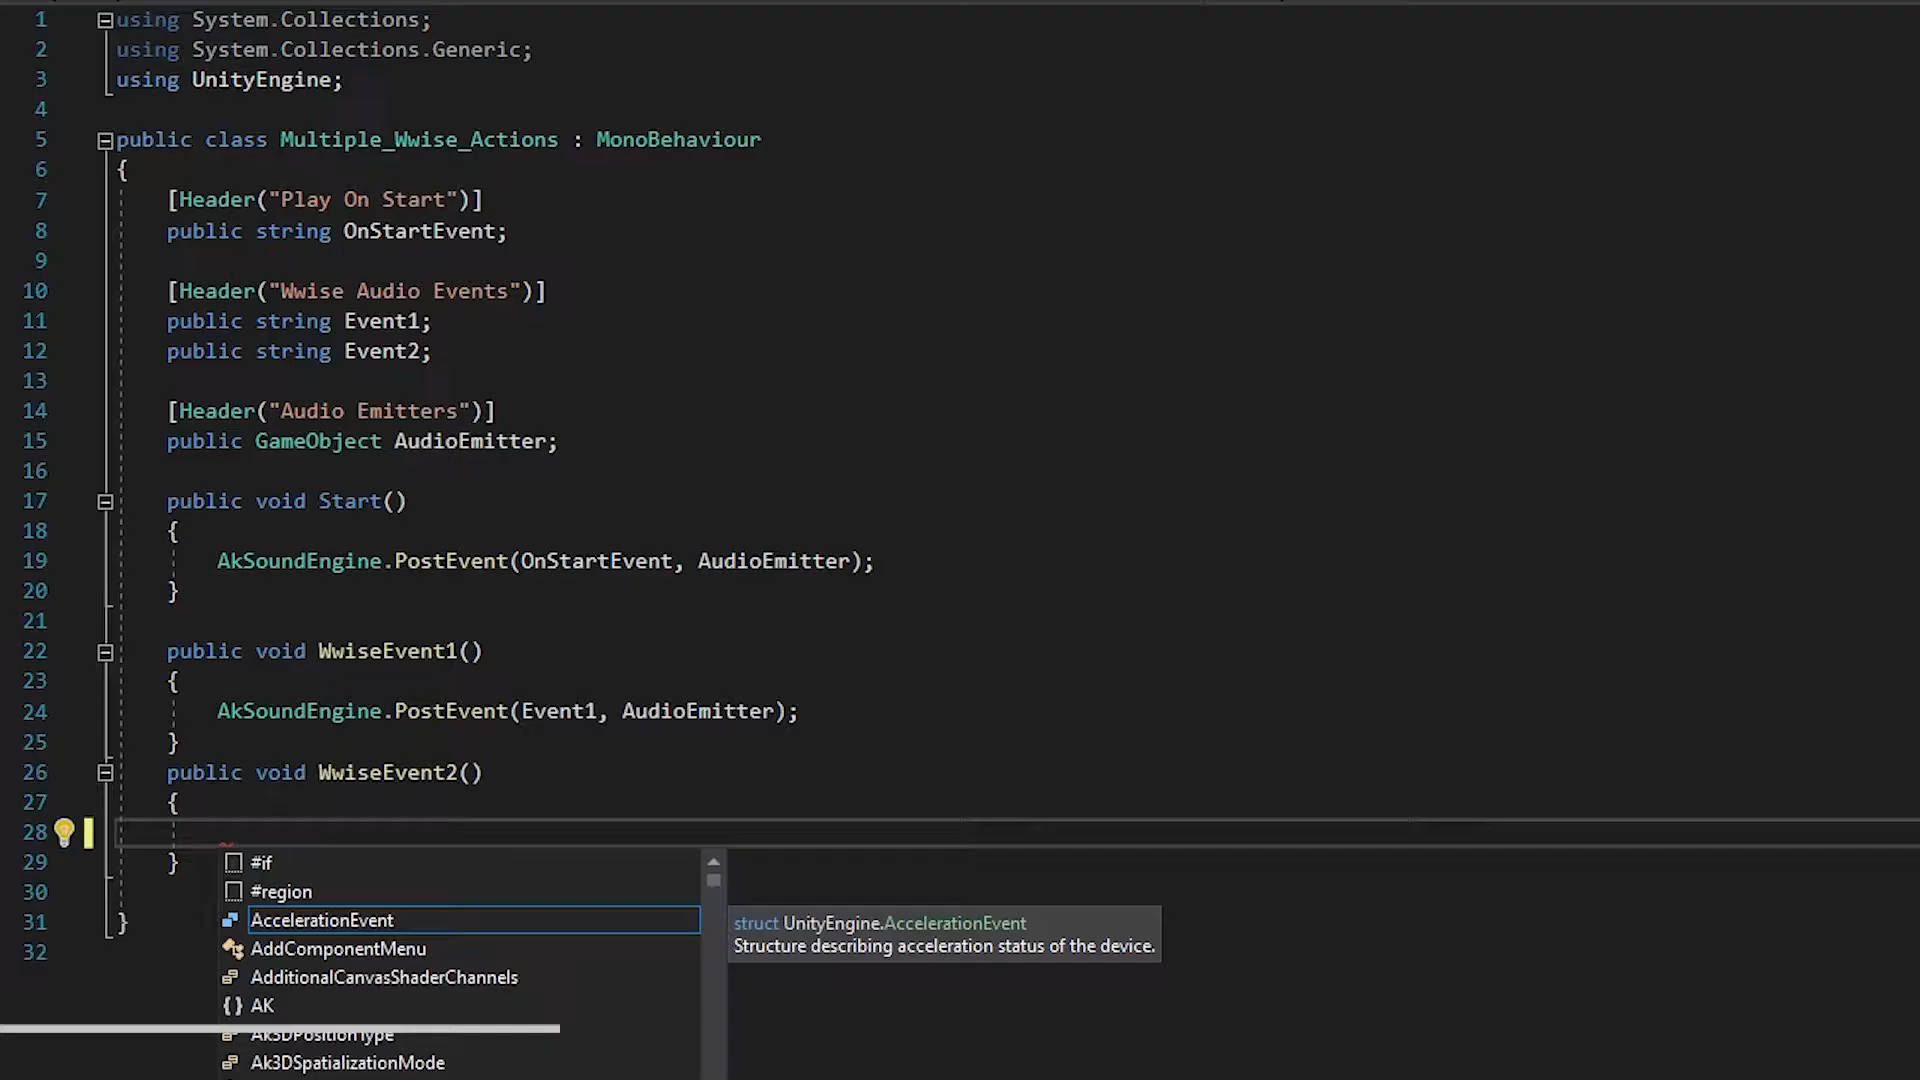 1 using System.Collections;
2 using System.Collections.Generic;
3 using UnityEngine;
4
5 public class Multiple_Wwise_Actions : MonoBehaviour
6 {
7 [Header("Play On Start")]
8 public string OnStartEvent;
9
10 [Header("Wwise Audio Events")]
11 public string Event1;
12 public string Event2;
13
14 [Header("Audio Emitters")]
15 public GameObject AudioEmitter;
16
17 public void Start()
18 {
19 AkSoundEngine.PostEvent(OnStartEvent, AudioEmitter);
20 }
21
22 public void WwiseEvent1()
23 {
24 AkSoundEngine.PostEvent(Event1, AudioEmitter);
25 }
26 public void WwiseEvent2()
27 {
28
29 }
30
31 }
32
#if
#region
AccelerationEvent
AddComponentMenu
AdditionalCanvasShaderChannels
{} AK
Ak3DPositionType
Ak3DSpatializationMode
struct UnityEngine.AccelerationEvent
Structure describing acceleration status of the device.